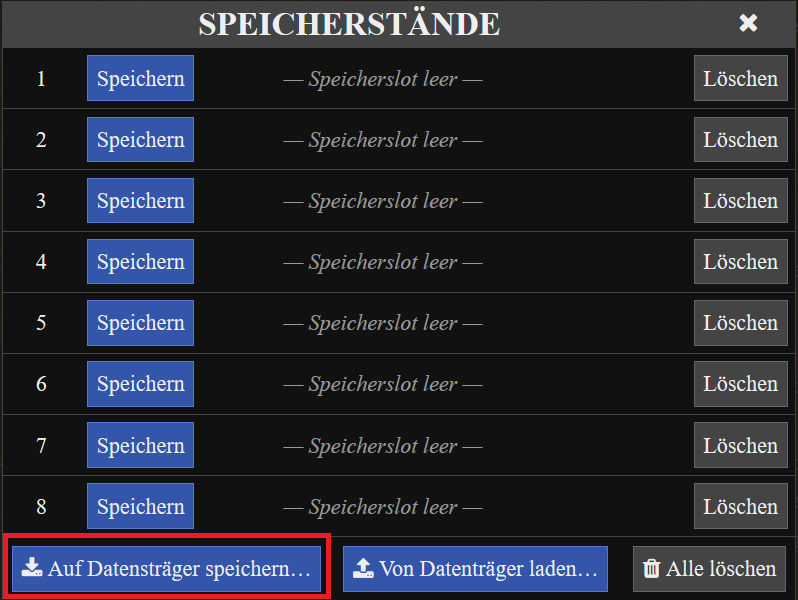 SPEICHERSTÄNDE ✖
1 Speichern — Speicherslot leer — Löschen
2 Speichern — Speicherslot leer — Löschen
3 Speichern — Speicherslot leer — Löschen
4 Speichern — Speicherslot leer — Löschen
5 Speichern — Speicherslot leer — Löschen
6 Speichern — Speicherslot leer — Löschen
7 Speichern — Speicherslot leer — Löschen
8 Speichern — Speicherslot leer — Löschen
Auf Datensträger speichern… Von Datenträger laden… Alle löschen